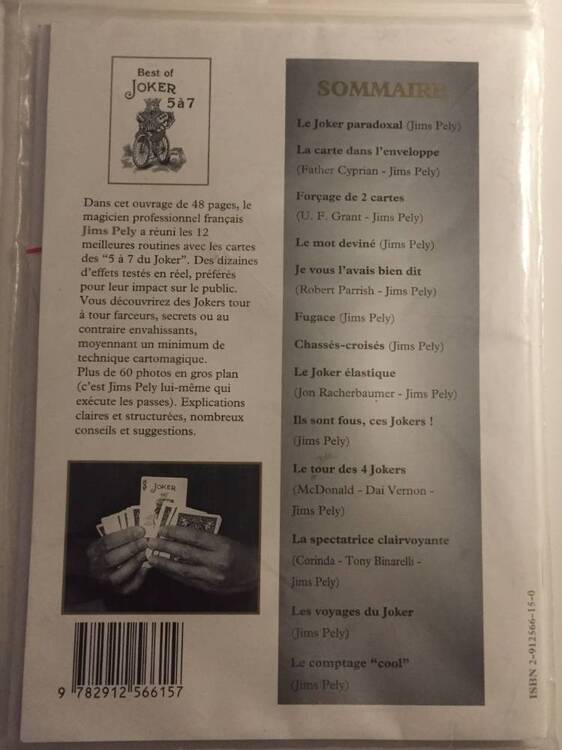 Best of
JOKER
5 à 7
Dans cet ouvrage de 48 pages, le
magicien professionnel français
Jims Pely a réuni les 12
meilleures routines avec les cartes
des “5 à 7 du Joker”. Des dizaines
d’effets testés en réel, préférés
pour leur impact sur le public.
Vous découvrirez des Jokers tour
à tour farceurs, secrets ou au
contraire envahissants,
moyennant un minimum de
technique cartomagique.
Plus de 60 photos en gros plan
(c’est Jims Pely lui-même qui
exécute les passes). Explications
claires et structurées, nombreux
conseils et suggestions.
JOKER
9 782912 566157
SOMMAIRE
Le Joker paradoxal (Jims Pely)
La carte dans l’enveloppe
(Father Cyprian - Jims Pely)
Forçage de 2 cartes
(U. F. Grant - Jims Pely)
Le mot deviné (Jims Pely)
Je vous l’avais bien dit
(Robert Parrish - Jims Pely)
Fugace (Jims Pely)
Chassés-croisés (Jims Pely)
Le Joker élastique
(Jon Racherbaumer - Jims Pely)
Ils sont fous, ces Jokers !
(Jims Pely)
Le tour des 4 Jokers
(McDonald - Dai Vernon -
Jims Pely)
La spectatrice clairvoyante
(Corinda - Tony Binarelli -
Jims Pely)
Les voyages du Joker
(Jims Pely)
Le comptage “cool”
(Jims Pely)
ISBN 2-912566-15-0